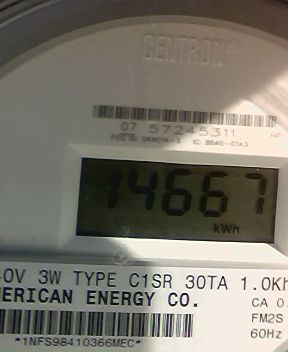 CENTRON®
07 57245311
14667
kWh
0V 3W TYPE C1SR 30TA 1.0Kh
ERICAN ENERGY CO.
CA 0.
FM2S
60Hz
*1NFS98410366MEC*